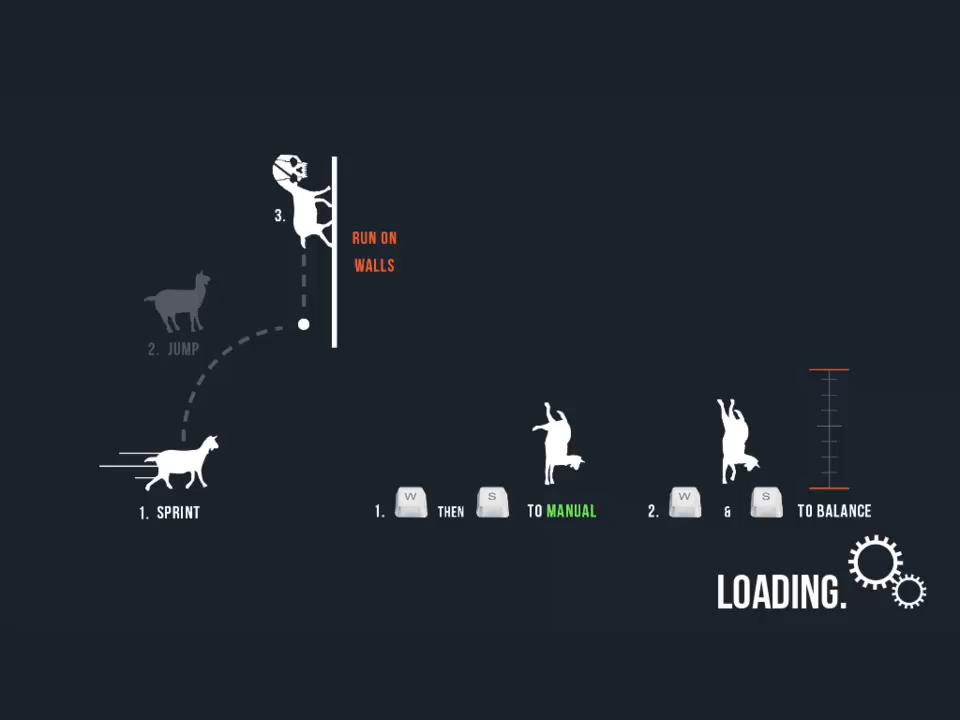 3.
RUN ON
WALLS
2. JUMP
1. SPRINT
1. W THEN S TO MANUAL
2. W & S TO BALANCE
LOADING.